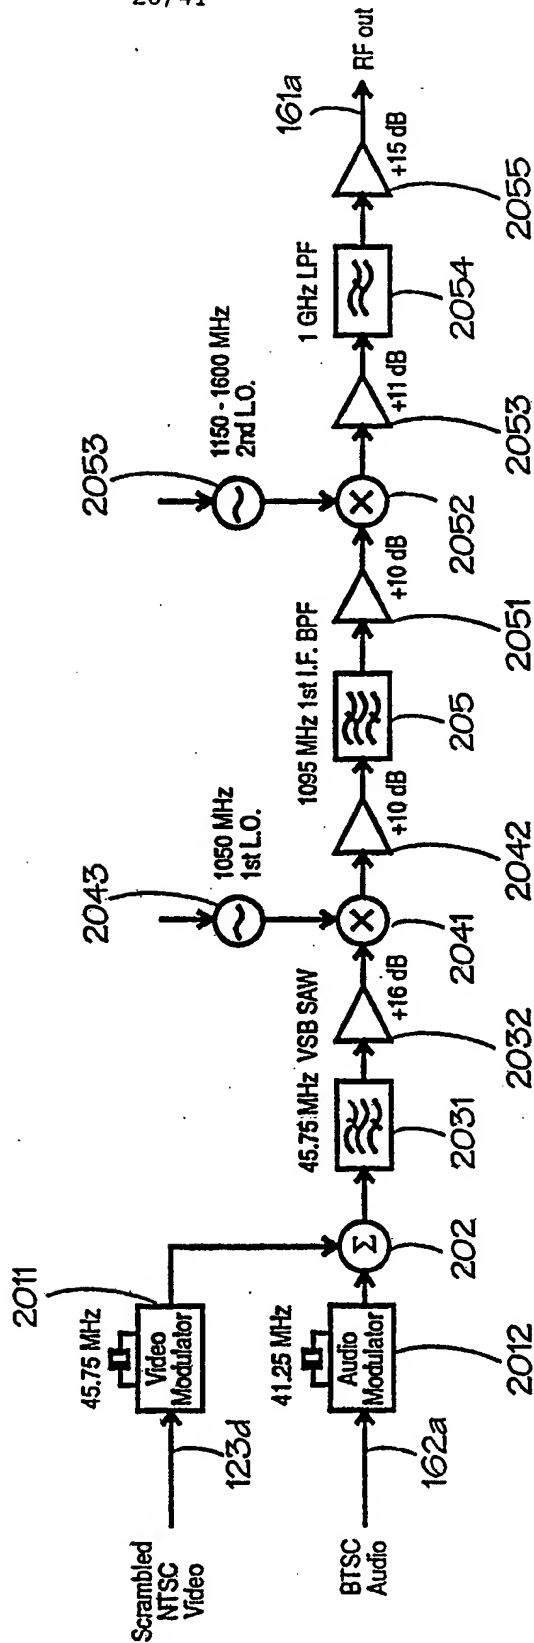 20/41
Scrambled
NTSC
Video
123d
45.75 MHz
Video
Modulator
2011
BTSC
Audio
162a
41.25 MHz
Audio
Modulator
2012
Σ
202
45.75 MHz VSB SAW
2031
+16 dB
2032
2043
1050 MHz
1st L.O.
X
2041
+10 dB
2042
1095 MHz 1st I.F. BPF
205
+10 dB
2051
2053
1150 - 1600 MHz
2nd L.O.
X
2052
+11 dB
2053
1 GHz LPF
2054
+15 dB
2055
161a
RF out